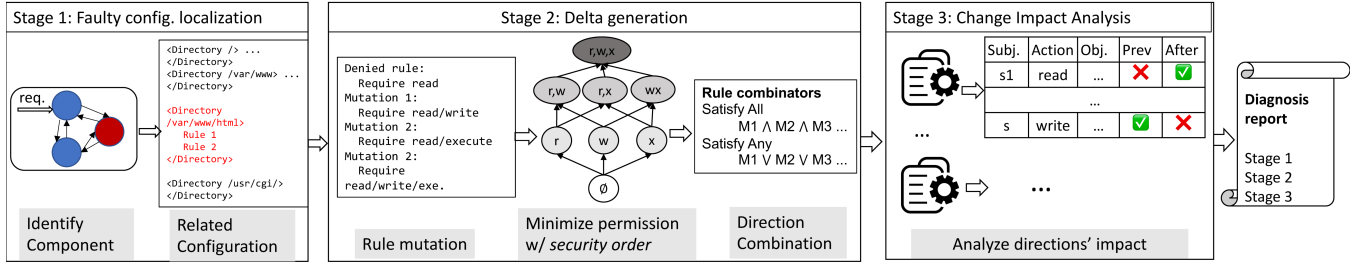 Stage 1: Faulty config. localization
req.
<Directory /> ...
</Directory>
<Directory /var/www> ...
</Directory>
<Directory
/var/www/html>
Rule 1
Rule 2
</Directory>
<Directory /usr/cgi/>
</Directory>
Identify
Component
Related
Configuration
Stage 2: Delta generation
Denied rule:
Require read
Mutation 1:
Require read/write
Mutation 2:
Require read/execute
Mutation 2:
Require
read/write/exe.
Rule mutation
r,w,x
r,w
r,x
wx
r
w
x
∅
Minimize permission
w/ security order
Rule combinators
Satisfy All
M1 ⋀ M2 ⋀ M3 ...
Satisfy Any
M1 ⋁ M2 ⋁ M3 ...
Direction
Combination
Stage 3: Change Impact Analysis
...
Subj. Action Obj. Prev After
s1 read ... ❌ ✅
...
s write ... ✅ ❌
...
Analyze directions' impact
Diagnosis
report
Stage 1
Stage 2
Stage 3